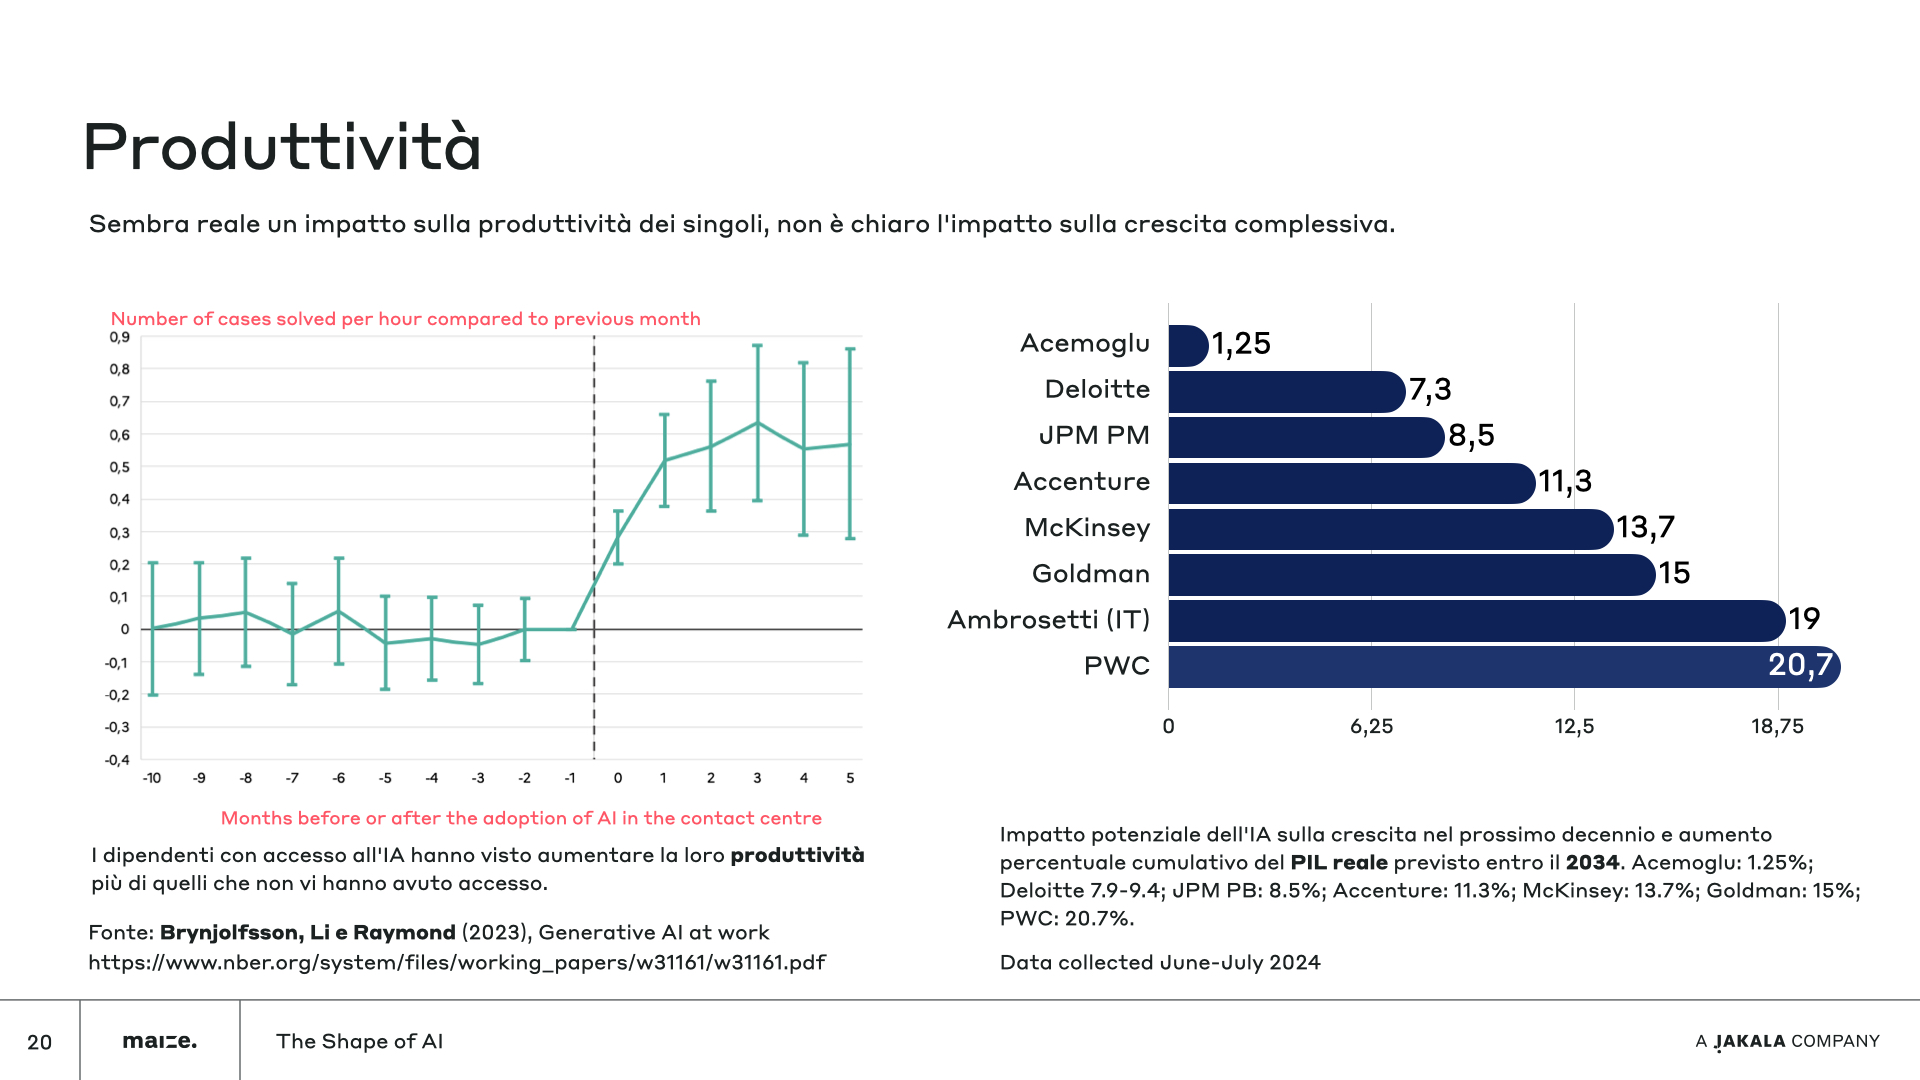 Produttività
Sembra reale un impatto sulla produttività dei singoli, non è chiaro l'impatto sulla crescita complessiva.
Number of cases solved per hour compared to previous month
0,9
0,8
0,7
0,6
0,5
0,4
0,3
0,2
0,1
0
-0,1
-0,2
-0,3
-0,4
-10 -9 -8 -7 -6 -5 -4 -3 -2 -1 0 1 2 3 4 5
Months before or after the adoption of AI in the contact centre
I dipendenti con accesso all'IA hanno visto aumentare la loro produttività
più di quelli che non vi hanno avuto accesso.
Fonte: Brynjolfsson, Li e Raymond (2023), Generative AI at work
https://www.nber.org/system/files/working_papers/w31161/w31161.pdf
Acemoglu 1,25
Deloitte 7,3
JPM PM 8,5
Accenture 11,3
McKinsey 13,7
Goldman 15
Ambrosetti (IT) 19
PWC 20,7
0 6,25 12,5 18,75
Impatto potenziale dell'IA sulla crescita nel prossimo decennio e aumento
percentuale cumulativo del PIL reale previsto entro il 2034. Acemoglu: 1.25%;
Deloitte 7.9-9.4; JPM PB: 8.5%; Accenture: 11.3%; McKinsey: 13.7%; Goldman: 15%;
PWC: 20.7%.
Data collected June-July 2024
20
maize.
The Shape of AI
A JAKALA COMPANY